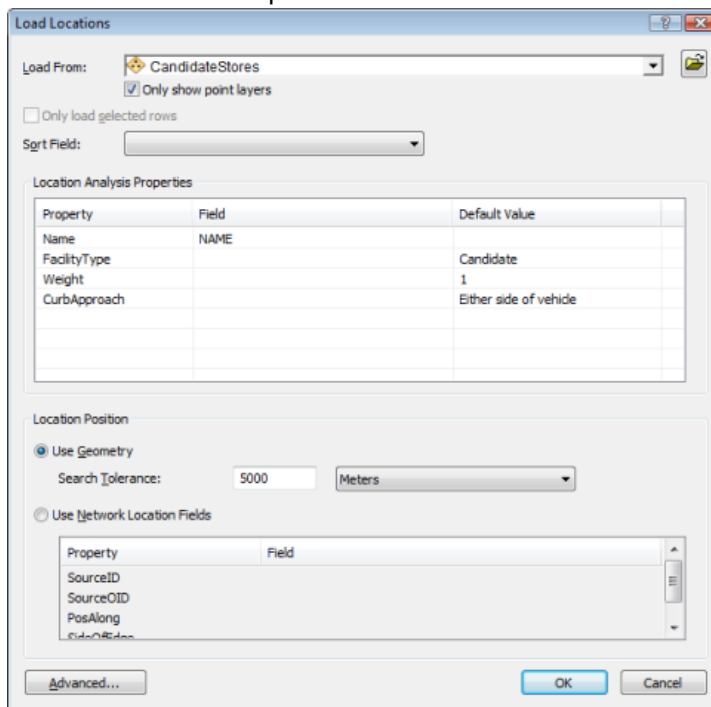 Load Locations
Load From: CandidateStores
Only show point layers
Only load selected rows
Sort Field:
Location Analysis Properties
Property Field Default Value
Name NAME
FacilityType Candidate
Weight 1
CurbApproach Either side of vehicle
Location Position
Use Geometry
Search Tolerance: 5000 Meters
Use Network Location Fields
Property Field
SourceID
SourceOID
PosAlong
SideOfEdge
Advanced... OK Cancel